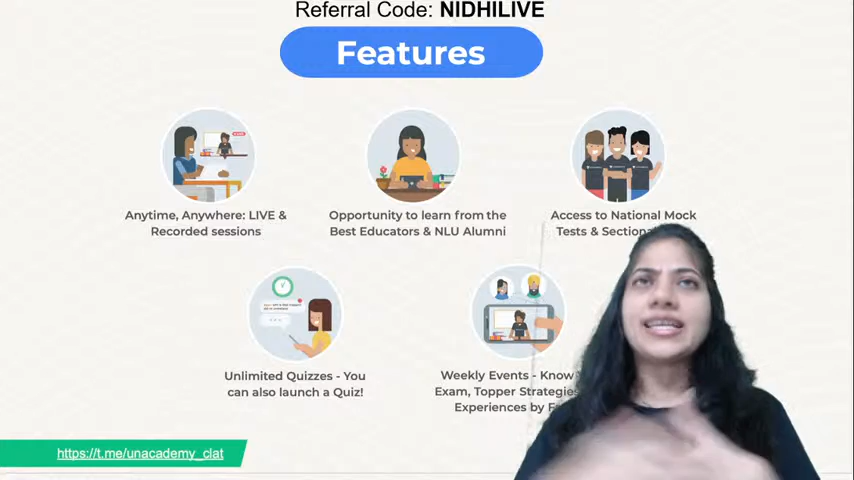 Referral Code: NIDHILIVE
Features
Anytime, Anywhere: LIVE &
Recorded sessions
Opportunity to learn from the
Best Educators & NLU Alumni
Access to National Mock
Tests &
Unlimited Quizzes - You
can also launch a Quiz!
Weekly Events - Know
Exam, Topper Strategies
Experiences by
https://t.me/unacademy_clat